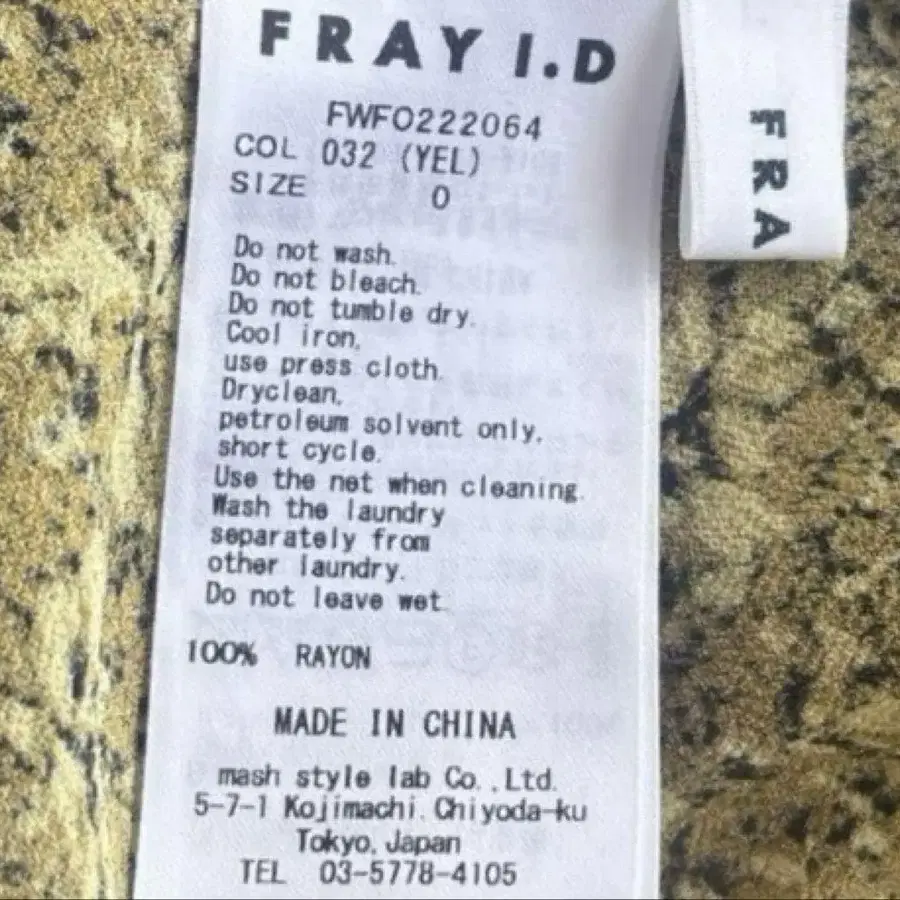 FRAY I.D
FWFO222064
COL 032 (YEL)
SIZE 0
Do not wash.
Do not bleach.
Do not tumble dry.
Cool iron,
use press cloth.
Dryclean,
petroleum solvent only,
short cycle.
Use the net when cleaning.
Wash the laundry
separately from
other laundry.
Do not leave wet.
100% RAYON
MADE IN CHINA
mash style lab Co.,Ltd.
5-7-1 Kojimachi,Chiyoda-ku
Tokyo,Japan
TEL 03-5778-4105
FRA